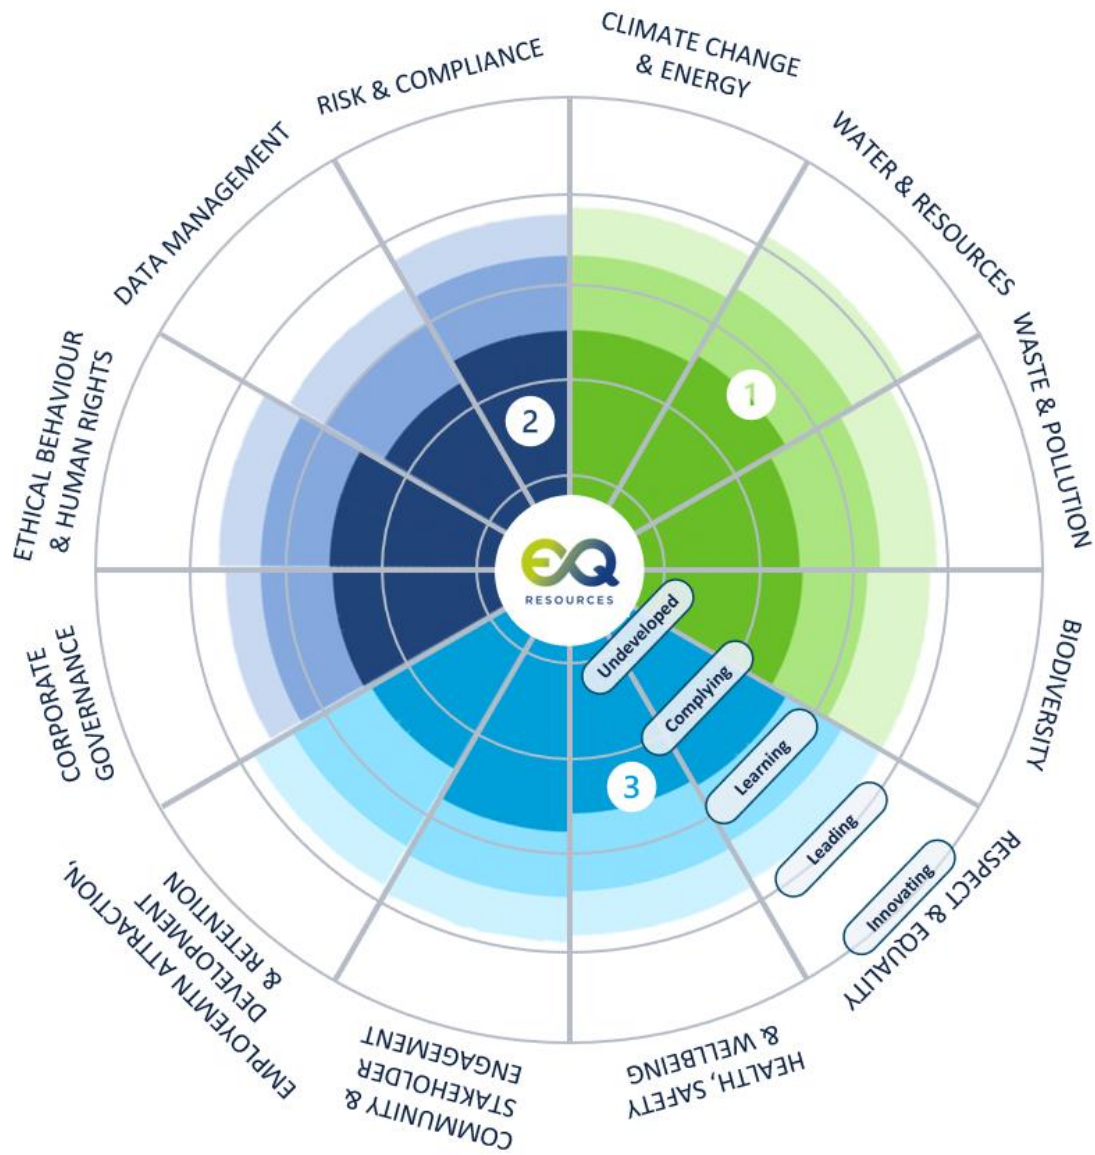 CLIMATE CHANGE
& ENERGY
WATER & RESOURCES
WASTE & POLLUTION
BIODIVERSITY
RESPECT & EQUALITY
HEALTH, SAFETY
& WELLBEING
COMMUNITY &
STAKEHOLDER
ENGAGEMENT
EMPLOYEMTN ATTRACTION,
DEVELOPMENT
& RETENTION
CORPORATE
GOVERNANCE
ETHICAL BEHAVIOUR
& HUMAN RIGHTS
DATA MANAGEMENT
RISK & COMPLIANCE
1
2
3
EQ
RESOURCES
Undeveloped
Complying
Learning
Leading
Innovating